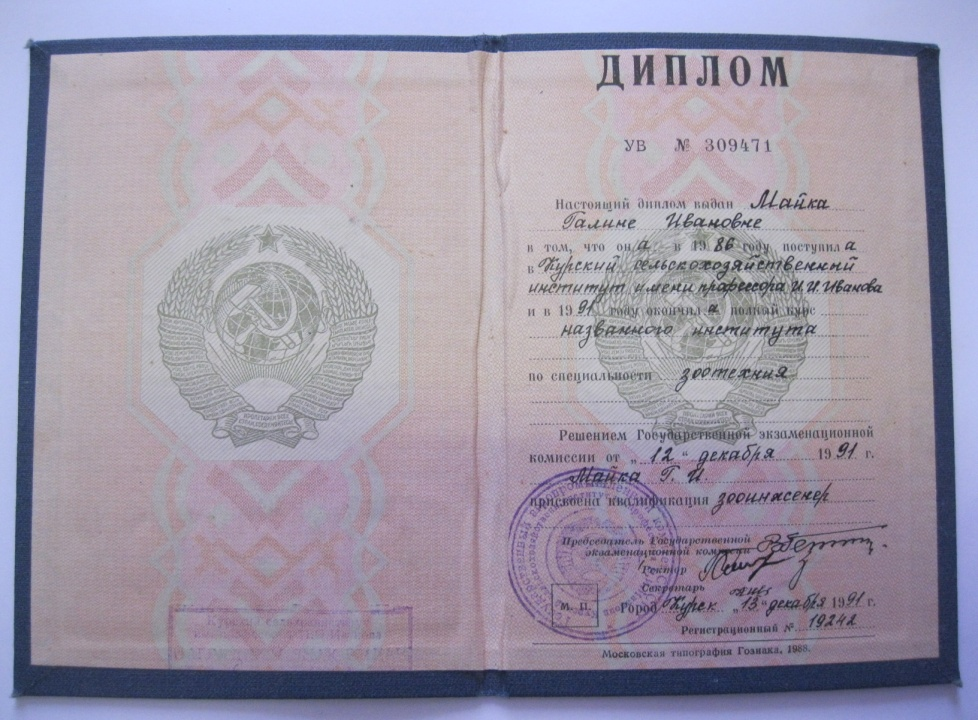 ДИПЛОМ
УВ № 309471
Настоящий диплом выдан Майка
Галине Ивановне
в том, что она в 1986 году поступила
в Курский сельскохозяйственный
институт имени профессора И.И.Иванова
и в 1991 году окончила полный курс
названного института
по специальности зоотехния
Решением Государственной экзаменационной
комиссии от „12“ декабря 1991 г.
Майка Г. И.
присвоена квалификация зооинженер
Председатель Государственной
экзаменационной комиссии
Ректор
Секретарь
М. П. Город Курск „13“ декабря 1991 г.
Регистрационный № 19242
Московская типография Гознака, 1988.